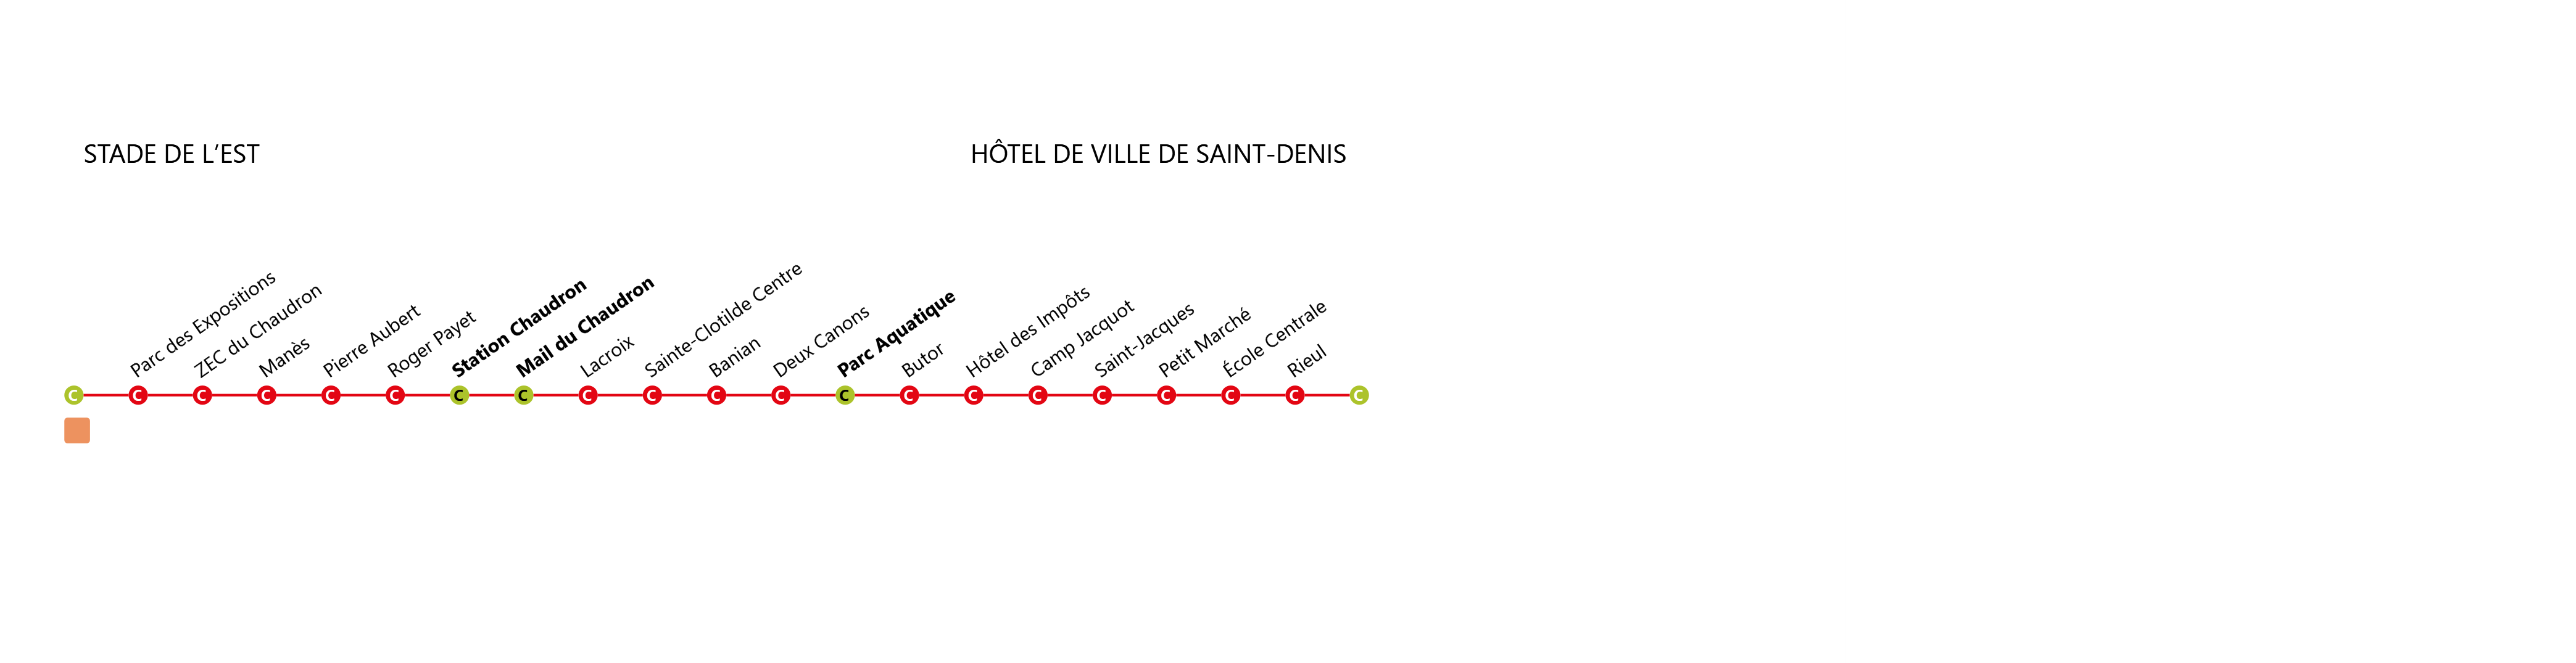 STADE DE L’EST
HÔTEL DE VILLE DE SAINT-DENIS
Parc des Expositions
ZEC du Chaudron
Manès
Pierre Aubert
Roger Payet
Station Chaudron
Mail du Chaudron
Lacroix
Sainte-Clotilde Centre
Banian
Deux Canons
Parc Aquatique
Butor
Hôtel des Impôts
Camp Jacquot
Saint-Jacques
Petit Marché
École Centrale
Rieul
C C C C C C C C C C C C C C C C C C C C C